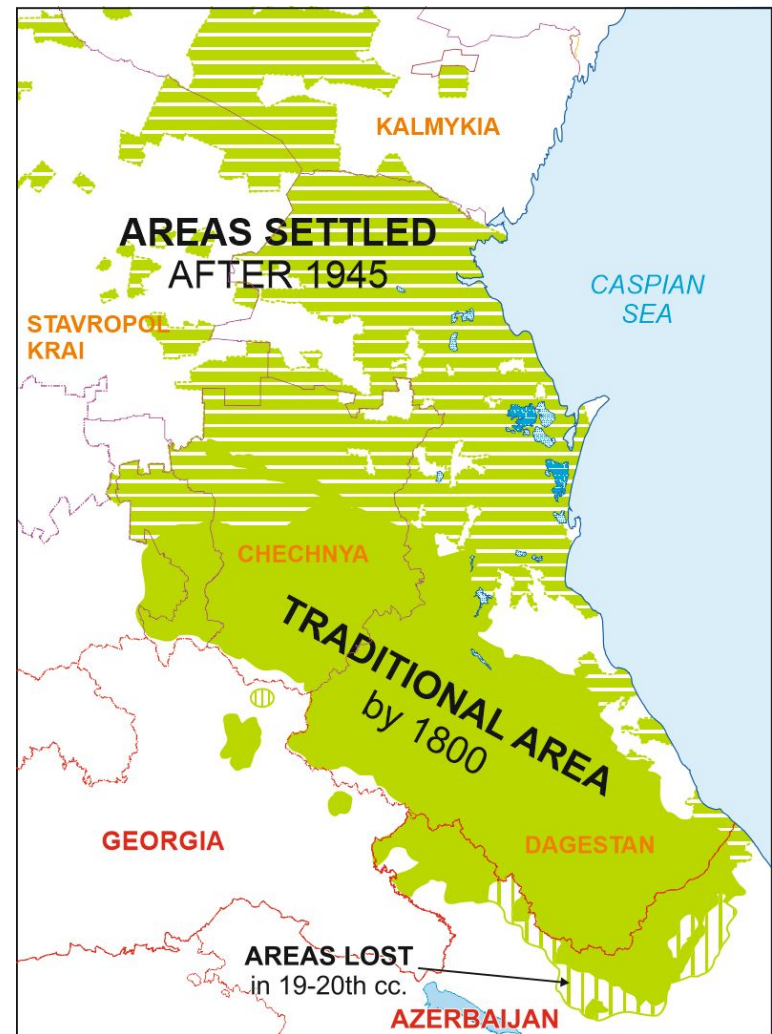 KALMYKIA
AREAS SETTLED
AFTER 1945
CASPIAN
SEA
STAVROPOL
KRAI
CHECHNYA
TRADITIONAL AREA
by 1800
GEORGIA
DAGESTAN
AREAS LOST
in 19-20th cc.
AZERBAIJAN